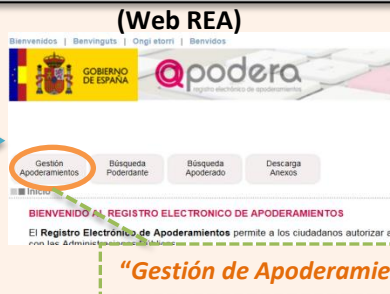 (Web REA)
Bienvenidos | Benvinguts | Ongi etorri | Benvidos
GOBIERNO
DE ESPAÑA
@podera
registro electrónico de apoderamientos
Gestión
Apoderamientos
Búsqueda
Poderdante
Búsqueda
Apoderado
Descarga
Anexos
Inicio
BIENVENIDO AL REGISTRO ELECTRONICO DE APODERAMIENTOS
El Registro Electrónico de Apoderamientos permite a los ciudadanos autorizar a
con las Administraciones Públicas
"Gestión de Apoderamie